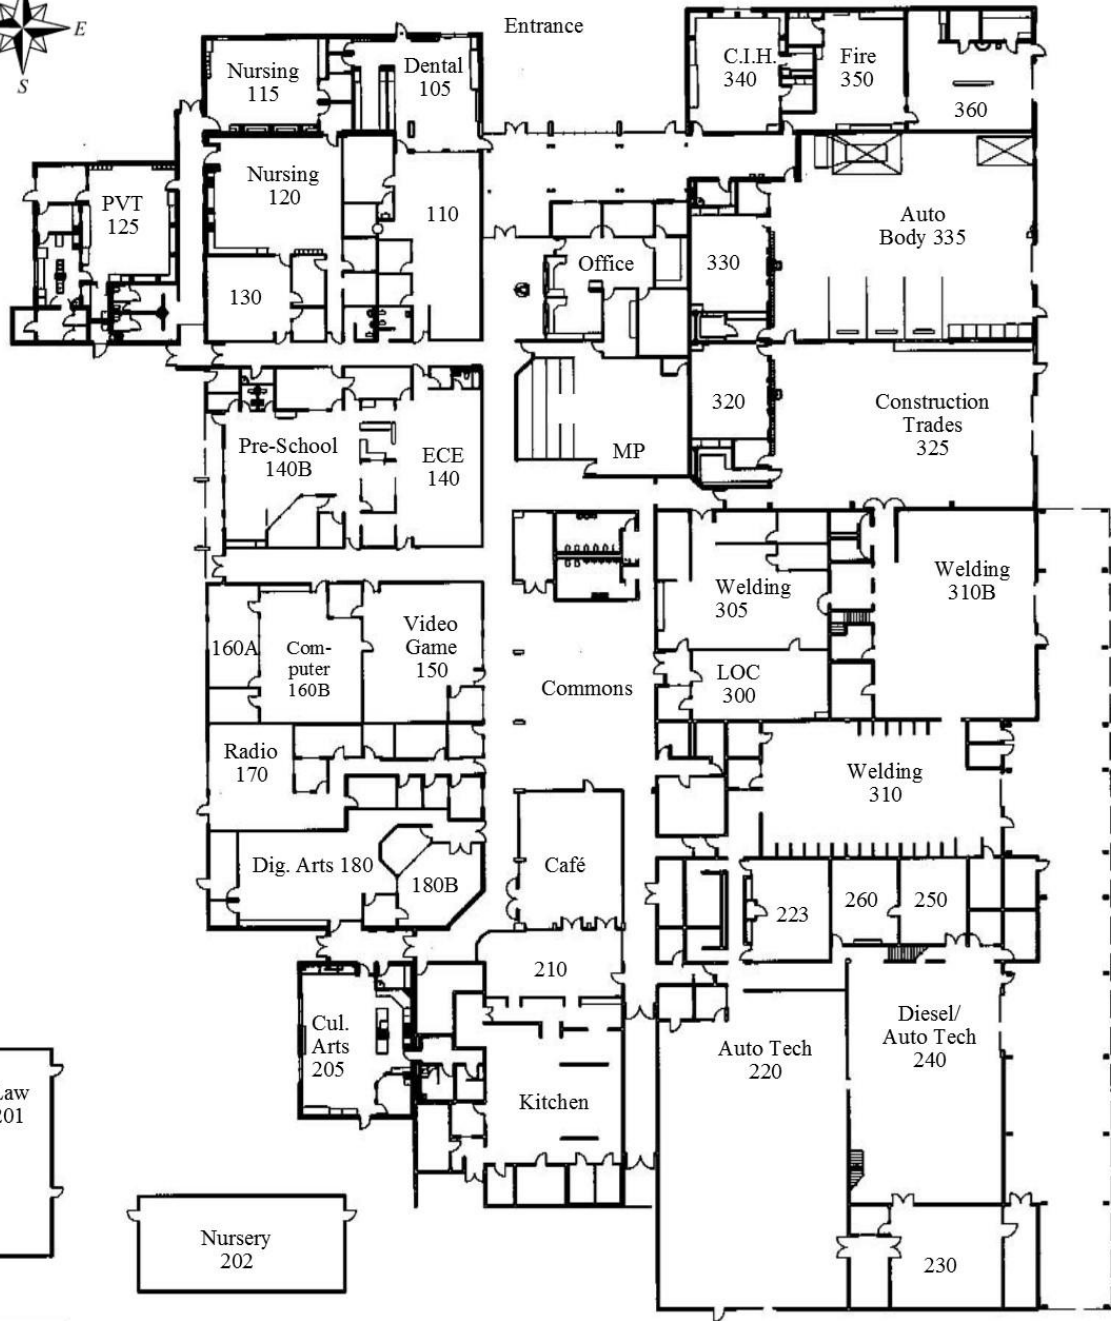 E
S
Entrance
Nursing
115
Dental
105
C.I.H.
340
Fire
350
360
Nursing
120
PVT
125
110
Auto
Body 335
Office
330
130
320
Construction
Trades
325
Pre-School
140B
ECE
140
MP
Welding
305
Welding
310B
160A
Com-
puter
160B
Video
Game
150
LOC
300
Commons
Radio
170
Welding
310
Dig. Arts 180
180B
Café
223
260
250
210
Cul.
Arts
205
Diesel/
Auto Tech
240
Auto Tech
220
Kitchen
Law
201
Nursery
202
230